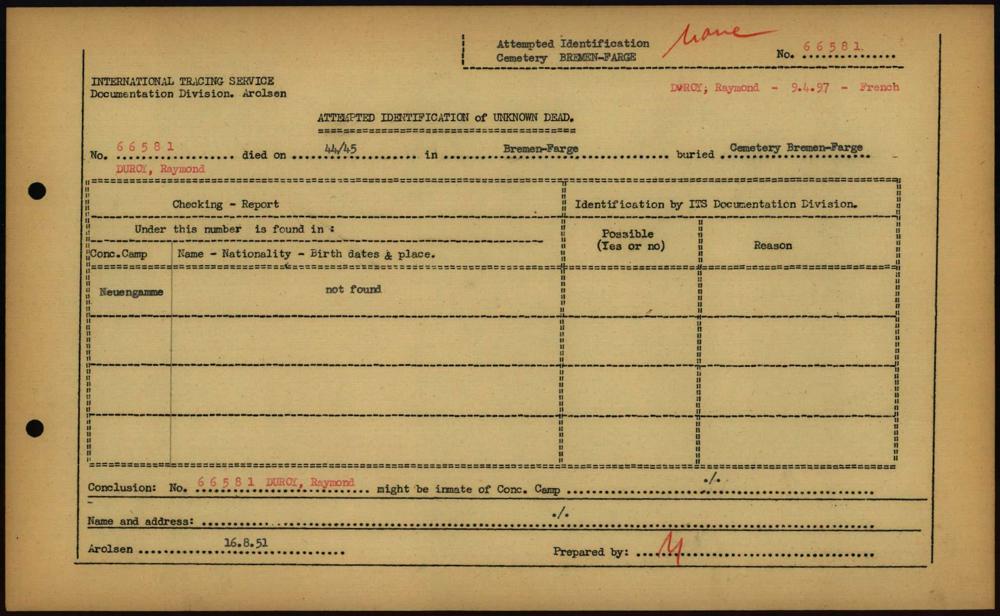 Attempted Identification
Cemetery BREMEN-FARGE
No. 66581
INTERNATIONAL TRACING SERVICE
Documentation Division. Arolsen
DUROY, Raymond - 9.4.97 - French
ATTEMPTED IDENTIFICATION of UNKNOWN DEAD.
No. 66581 died on 44/45 in Bremen-Farge buried Cemetery Bremen-Farge
DUROY, Raymond
Checking - Report
Identification by ITS Documentation Division.
Under this number is found in :
Possible
(Yes or no)
Reason
Conc.Camp
Name - Nationality - Birth dates & place.
Neuengamme
not found
Conclusion: No. 66581 DUROY, Raymond might be inmate of Conc. Camp ./.
Name and address: ./.
Arolsen 16.8.51
Prepared by: